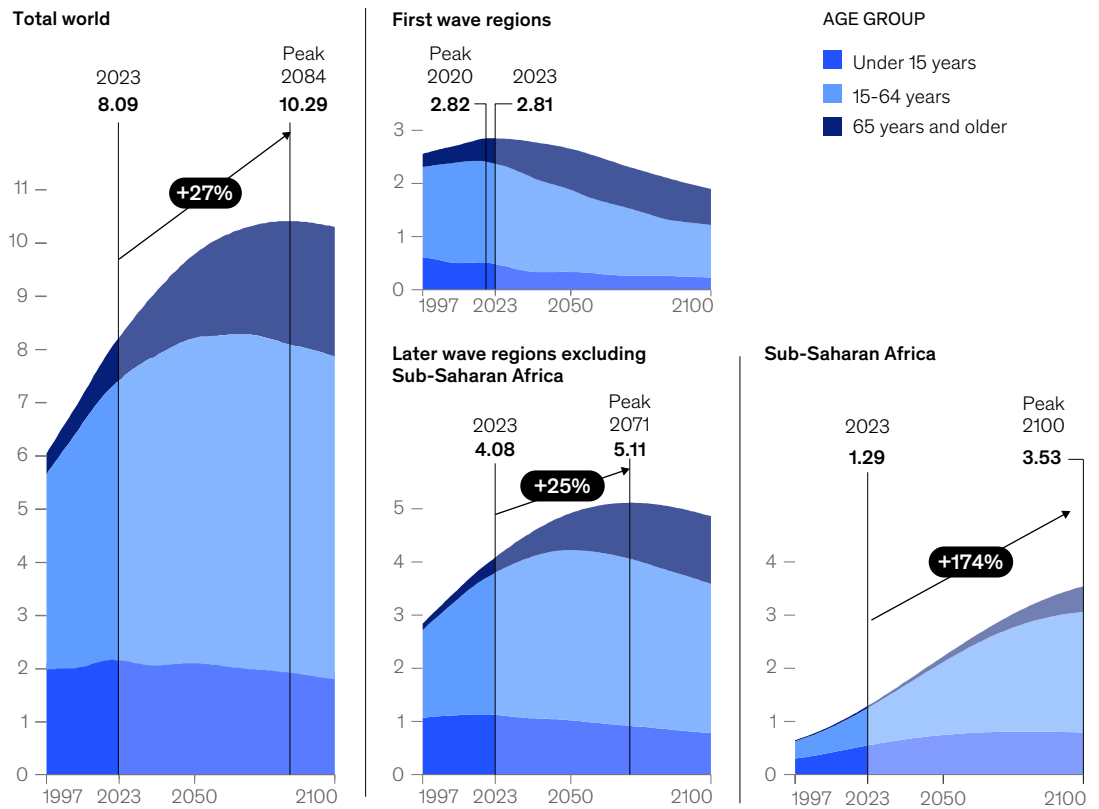 Total world
2023
8.09
Peak
2084
10.29
+27%
11
10
9
8
7
6
5
4
3
2
1
0
1997 2023 2050 2100
First wave regions
Peak
2020
2.82
2023
2.81
3
2
1
0
1997 2023 2050 2100
AGE GROUP
Under 15 years
15-64 years
65 years and older
Later wave regions excluding
Sub-Saharan Africa
2023
4.08
Peak
2071
5.11
+25%
5
4
3
2
1
0
1997 2023 2050 2100
Sub-Saharan Africa
2023
1.29
Peak
2100
3.53
+174%
4
3
2
1
0
1997 2023 2050 2100